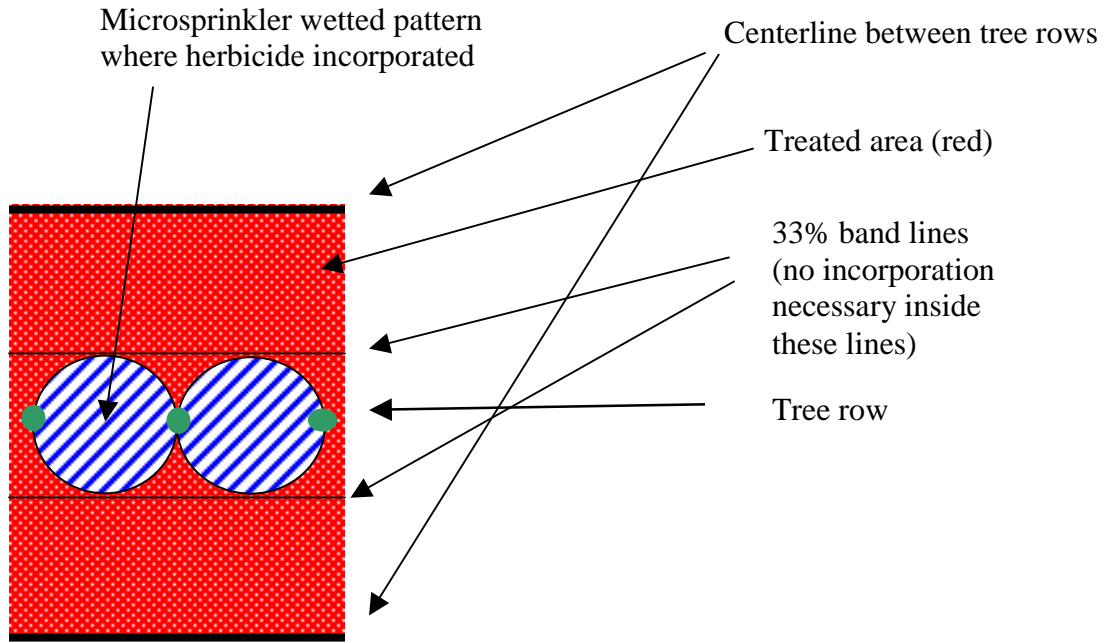 Microsprinkler wetted pattern
where herbicide incorporated
Centerline between tree rows
Treated area (red)
33% band lines
(no incorporation
necessary inside
these lines)
Tree row